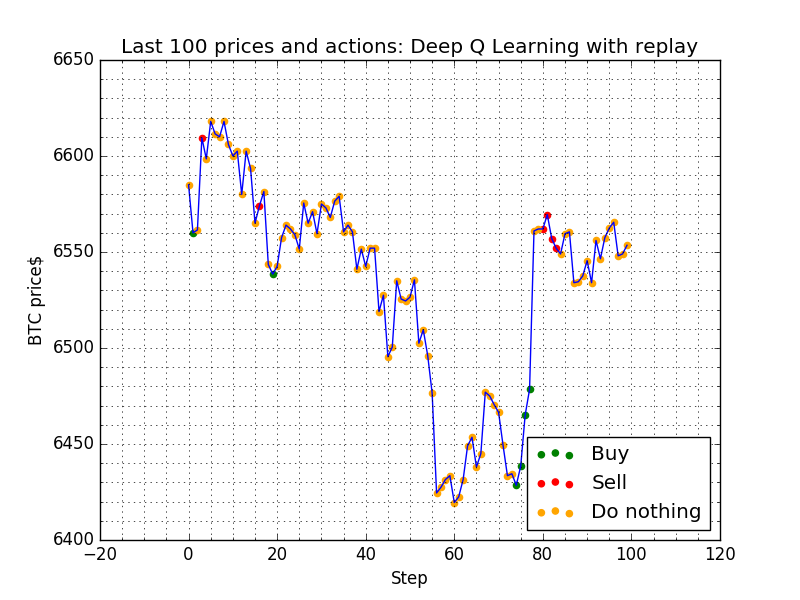 Last 100 prices and actions: Deep Q Learning with replay
6650
6600
6550
6500
6450
6400
BTC price$
Buy
Sell
Do nothing
−20 0 20 40 60 80 100 120
Step